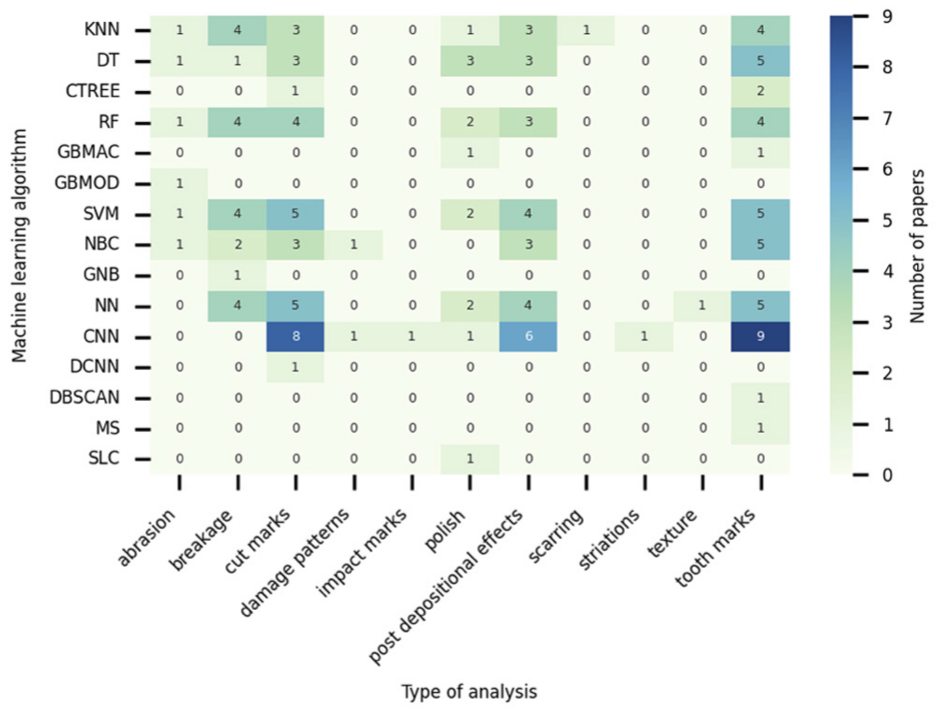 Machine learning algorithm
KNN 1 4 3 0 0 1 3 1 0 0 4
DT 1 1 3 0 0 3 3 0 0 0 5
CTREE 0 0 1 0 0 0 0 0 0 0 2
RF 1 4 4 0 0 2 3 0 0 0 4
GBMAC 0 0 0 0 0 1 0 0 0 0 1
GBMOD 1 0 0 0 0 0 0 0 0 0 0
SVM 1 4 5 0 0 2 4 0 0 0 5
NBC 1 2 3 1 0 0 3 0 0 0 5
GNB 0 1 0 0 0 0 0 0 0 0 0
NN 0 4 5 0 0 2 4 0 0 1 5
CNN 0 0 8 1 1 1 6 0 1 0 9
DCNN 0 0 1 0 0 0 0 0 0 0 0
DBSCAN 0 0 0 0 0 0 0 0 0 0 1
MS 0 0 0 0 0 0 0 0 0 0 1
SLC 0 0 0 0 0 1 0 0 0 0 0
abrasion
breakage
cut marks
damage patterns
impact marks
polish
post depositional effects
scarring
striations
texture
tooth marks
Type of analysis
9
8
7
6
5
4
3
2
1
0
Number of papers